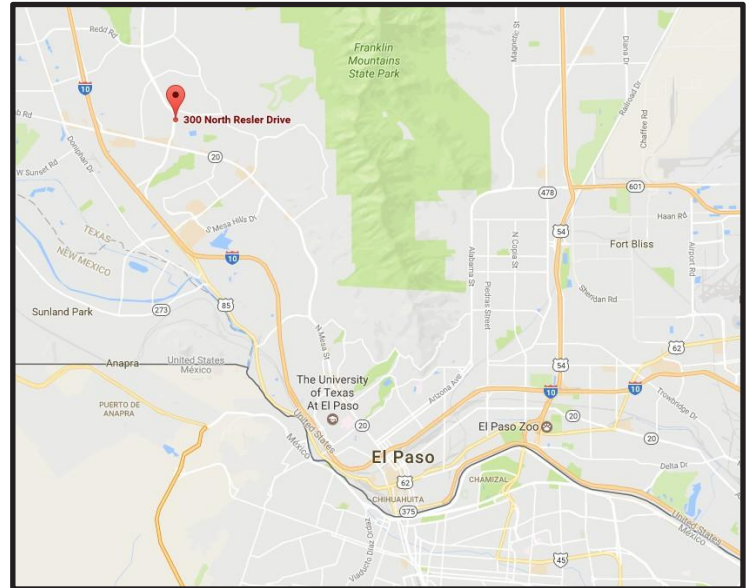 Redd Rd
10
300 North Resler Drive
b Rd
Doniphan Dr
20
W Sunset Rd
S Mesa Hills Dr
TEXAS
NEW MEXICO
10
85
Sunland Park
273
Anapra
United States
México
PUERTO DE
ANAPRA
N Mesa St
The University
of Texas
At El Paso
20
United States
México
El Paso
62
CHIHUAHUITA
375
Viaducto Díaz Ordaz
Franklin
Mountains
State Park
Magnetic St
Diana Dr
Railroad Dr
Chaffee Rd
478
601
54
Haan Rd
N Copia St
Fort Bliss
Alabama St
Airport Rd
Piedras Street
Sheridan Rd
62
54
Arizona Ave
10
10
Trowbridge Dr
20
El Paso Zoo
20
Delta Dr
CHAMIZAL
United States
México
45